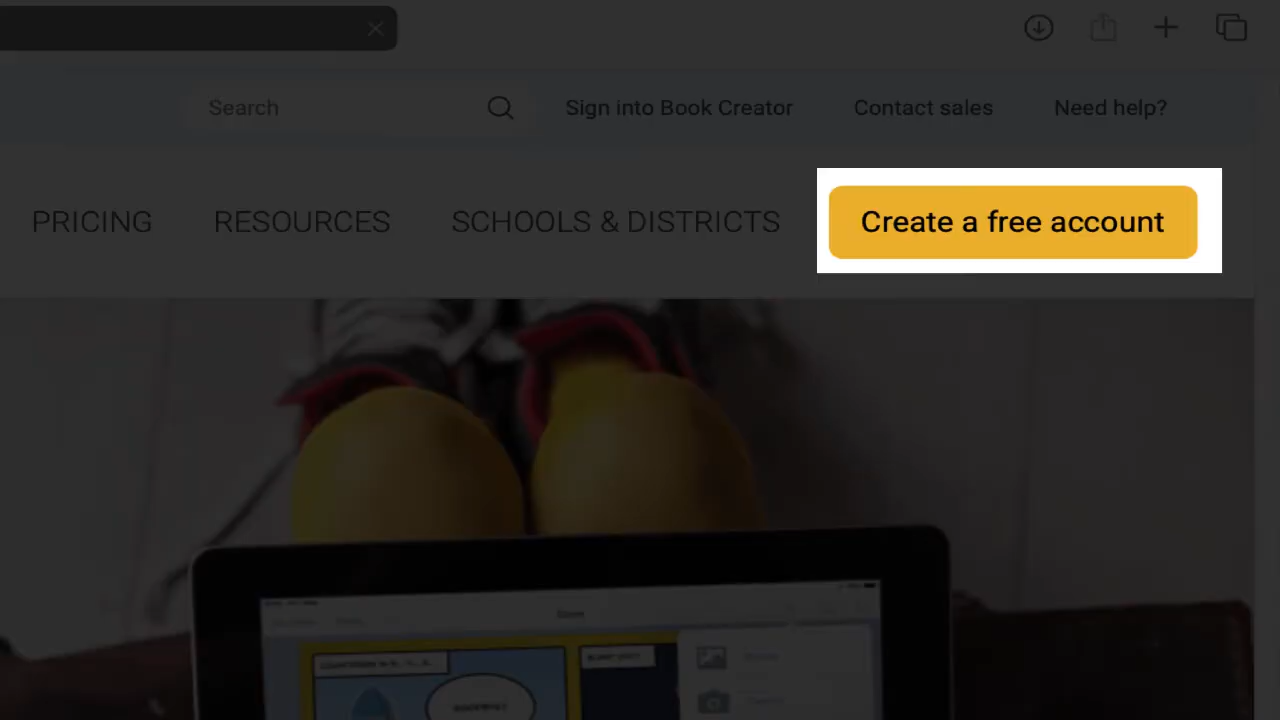 Search
Sign into Book Creator
Contact sales
Need help?
PRICING
RESOURCES
SCHOOLS & DISTRICTS
Create a free account